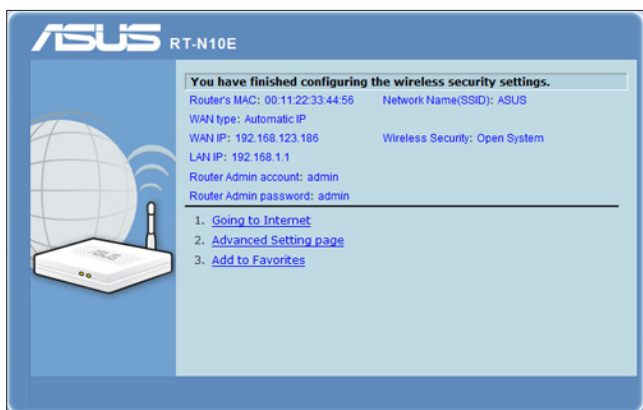 ASUS RT-N10E
You have finished configuring the wireless security settings.
Router's MAC: 00:11:22:33:44:56 Network Name(SSID): ASUS
WAN type: Automatic IP
WAN IP: 192.168.123.186 Wireless Security: Open System
LAN IP: 192.168.1.1
Router Admin account: admin
Router Admin password: admin
1. Going to Internet
2. Advanced Setting page
3. Add to Favorites
ASUS